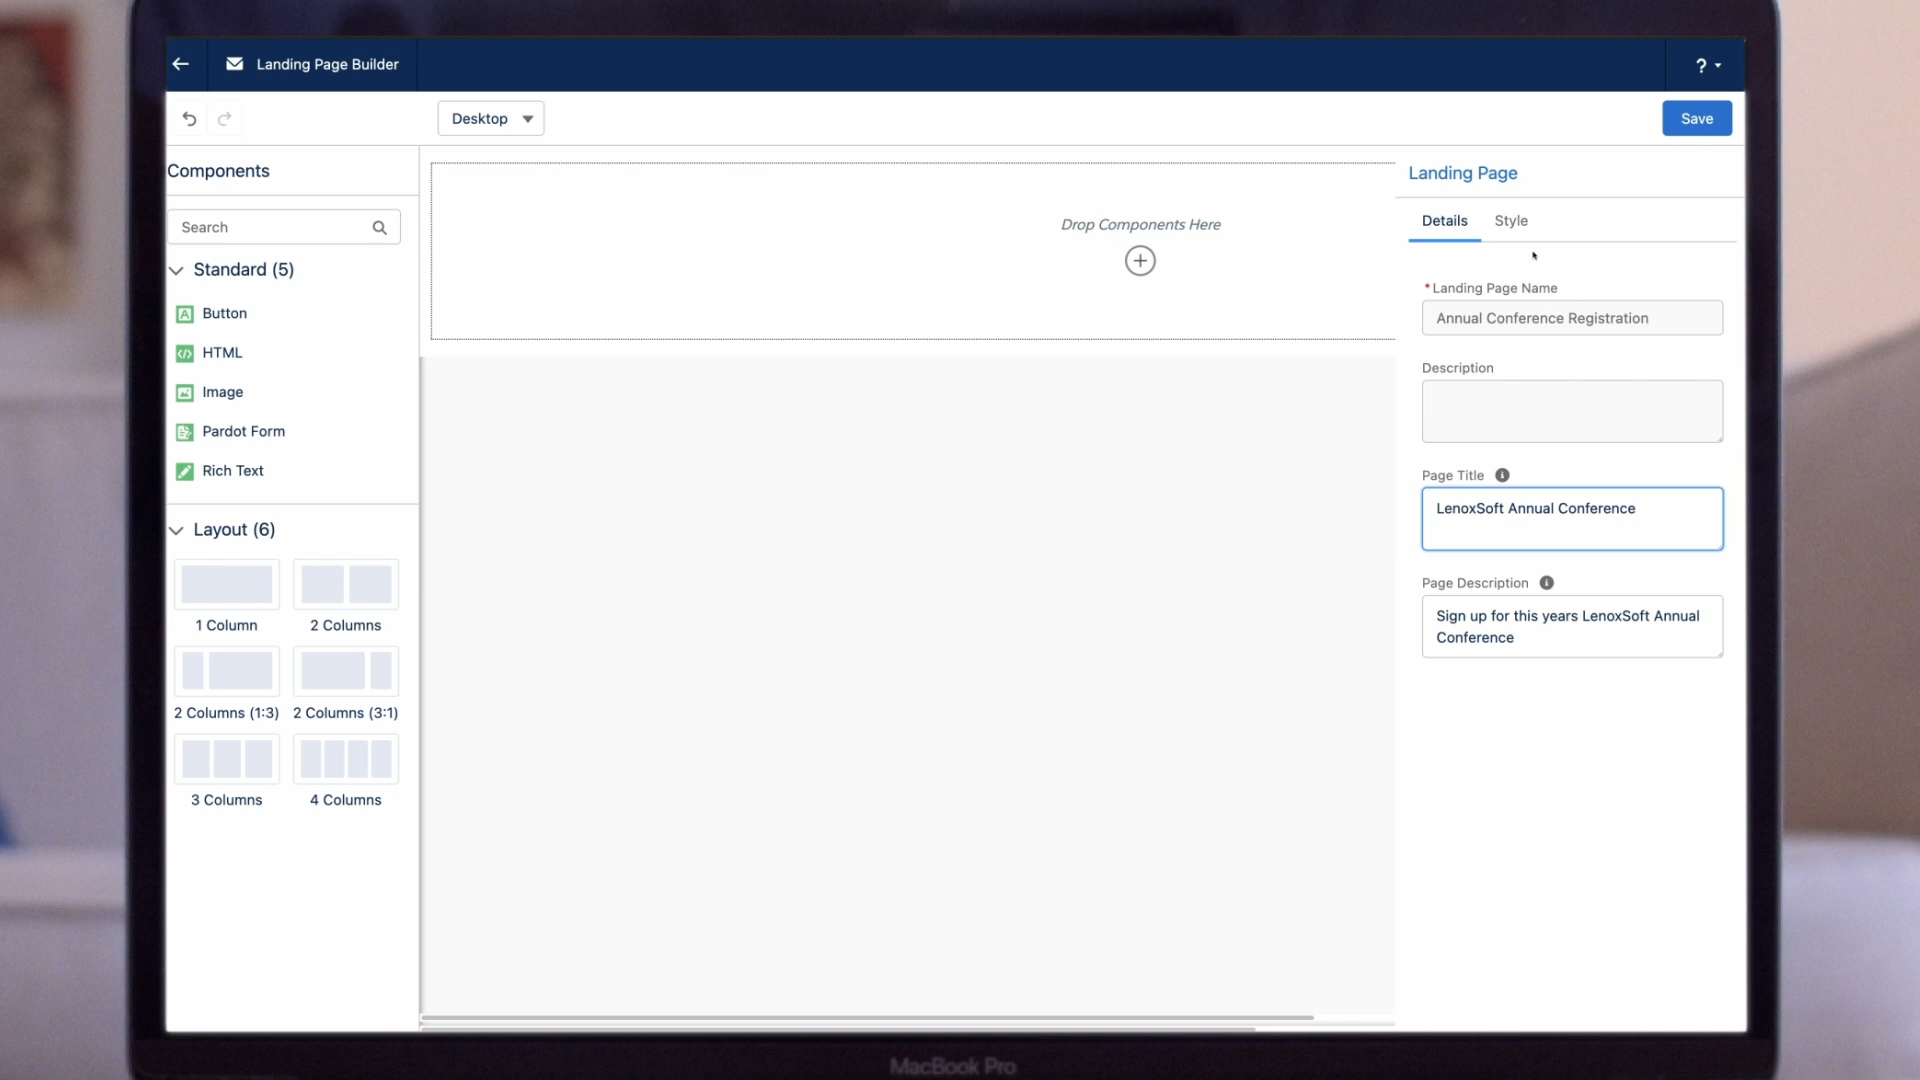 Landing Page Builder
?
Desktop
Save
Components
Search
Standard (5)
Button
HTML
Image
Pardot Form
Rich Text
Layout (6)
1 Column
2 Columns
2 Columns (1:3)
2 Columns (3:1)
3 Columns
4 Columns
Drop Components Here
Landing Page
Details
Style
* Landing Page Name
Annual Conference Registration
Description
Page Title
LenoxSoft Annual Conference
Page Description
Sign up for this years LenoxSoft Annual
Conference
MacBook Pro